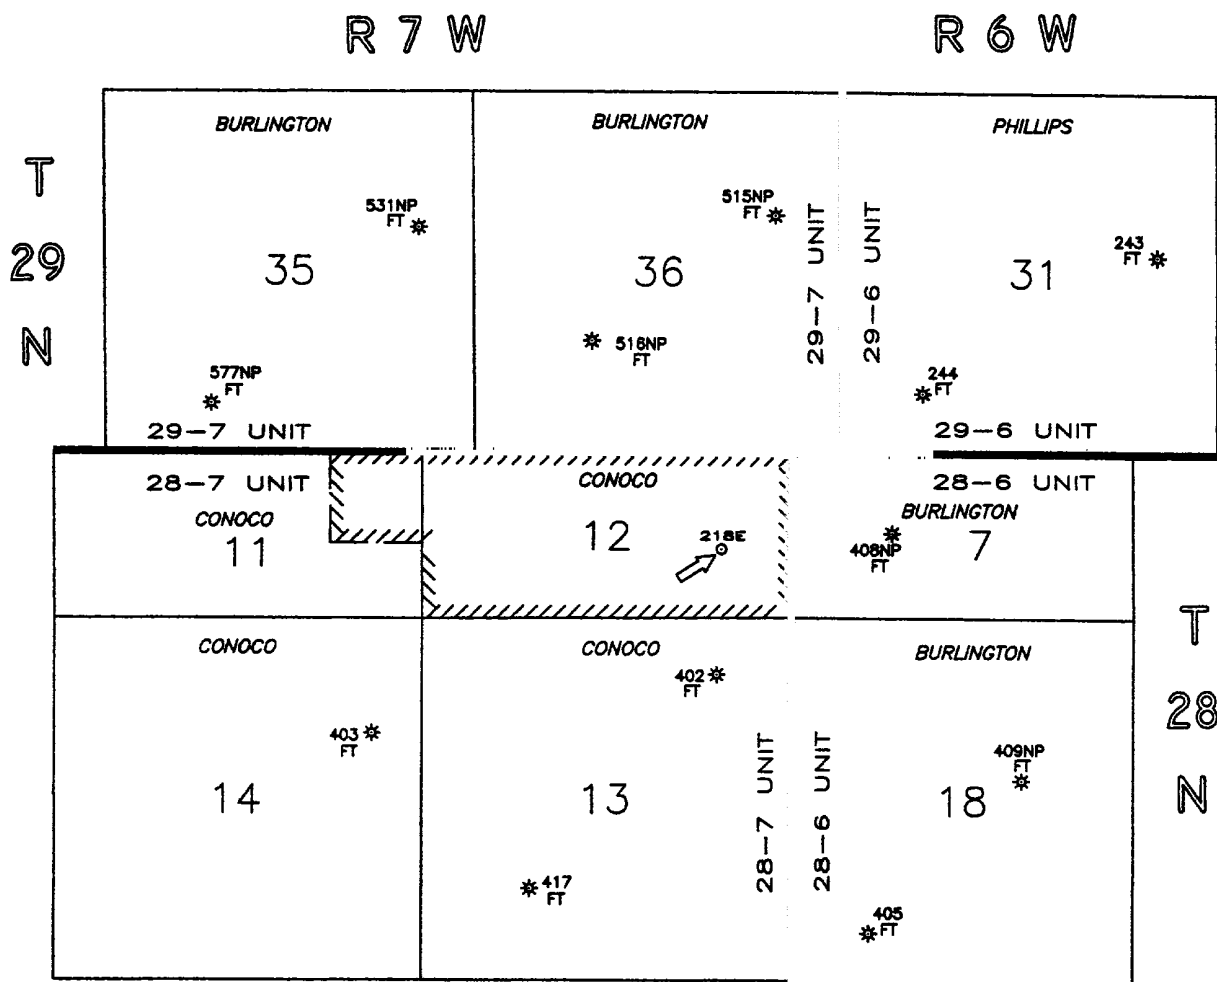 R 7 W
R 6 W
T
29
N
BURLINGTON
BURLINGTON
PHILLIPS
531NP
FT
515NP
FT
243
FT
35
36
31
29-7 UNIT
29-6 UNIT
516NP
FT
577NP
FT
244
FT
29-7 UNIT
29-6 UNIT
28-7 UNIT
28-6 UNIT
CONOCO
CONOCO
BURLINGTON
11
12
7
218E
408NP
FT
CONOCO
CONOCO
BURLINGTON
T
28
N
402
FT
403
FT
409NP
FT
14
13
18
28-7 UNIT
28-6 UNIT
417
FT
405
FT